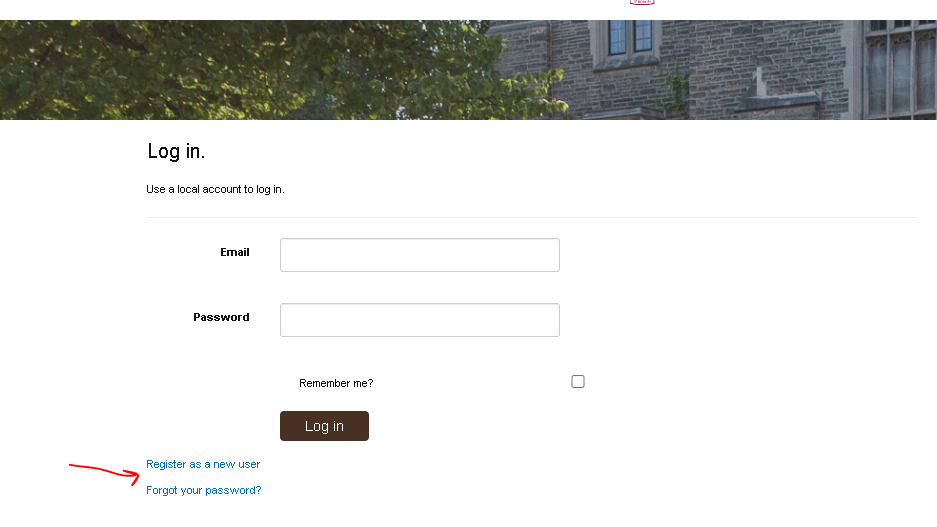 Log in.
Use a local account to log in.
Email
Password
Remember me?
Log in
Register as a new user
Forgot your password?